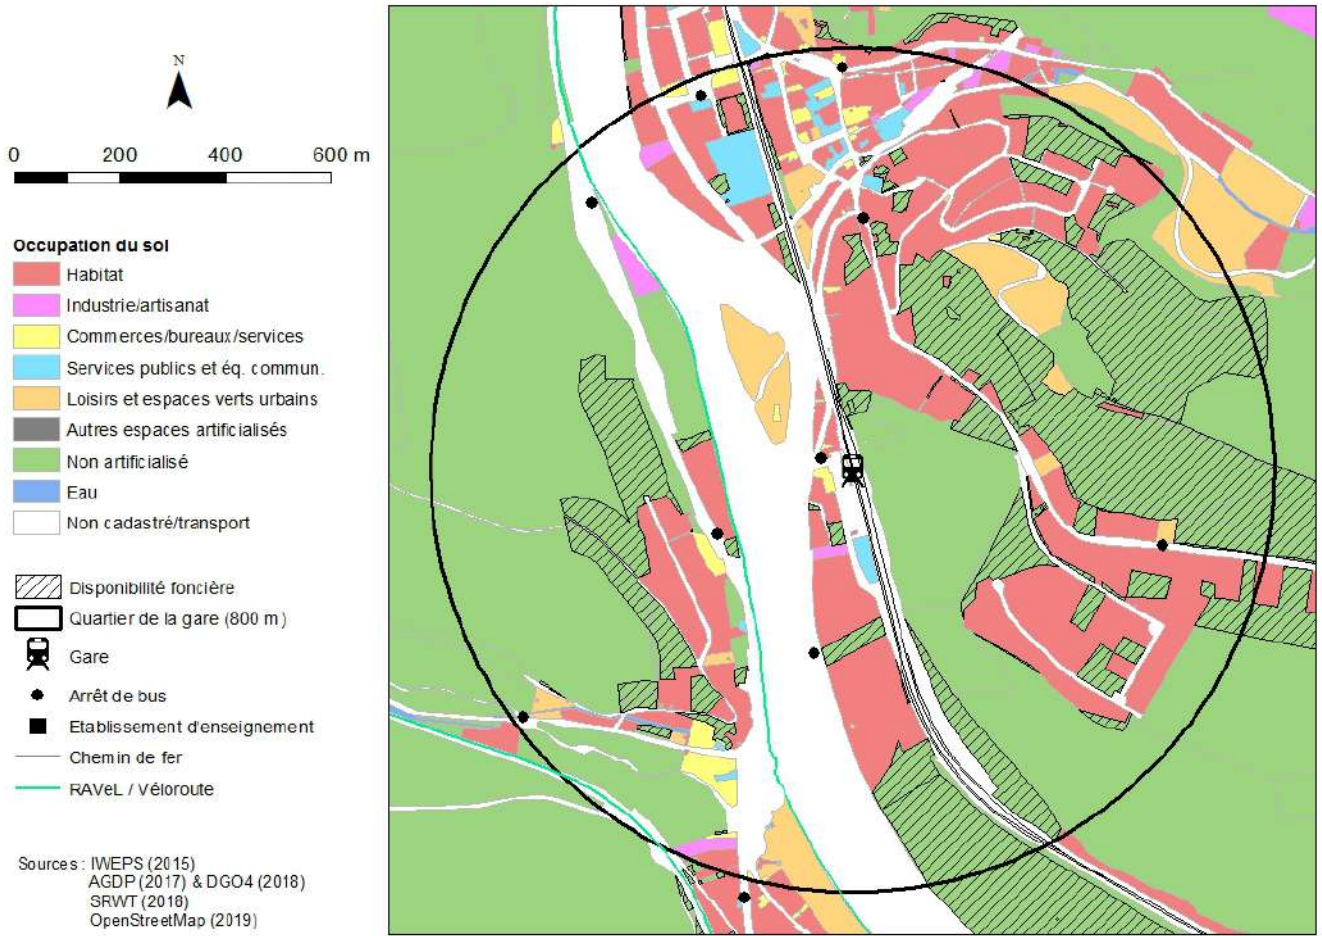 N
0 200 400 600 m
Occupation du sol
Habitat
Industrie/artisanat
Commerces/bureaux/services
Services publics et éq. commun.
Loisirs et espaces verts urbains
Autres espaces artificialisés
Non artificialisé
Eau
Non cadastré/transport
Disponibilité foncière
Quartier de la gare (800 m)
Gare
Arrêt de bus
Etablissement d'enseignement
Chemin de fer
RAVeL / Véloroute
Sources : IWEPS (2015)
AGDP (2017) & DGO4 (2018)
SRWT (2018)
OpenStreetMap (2019)